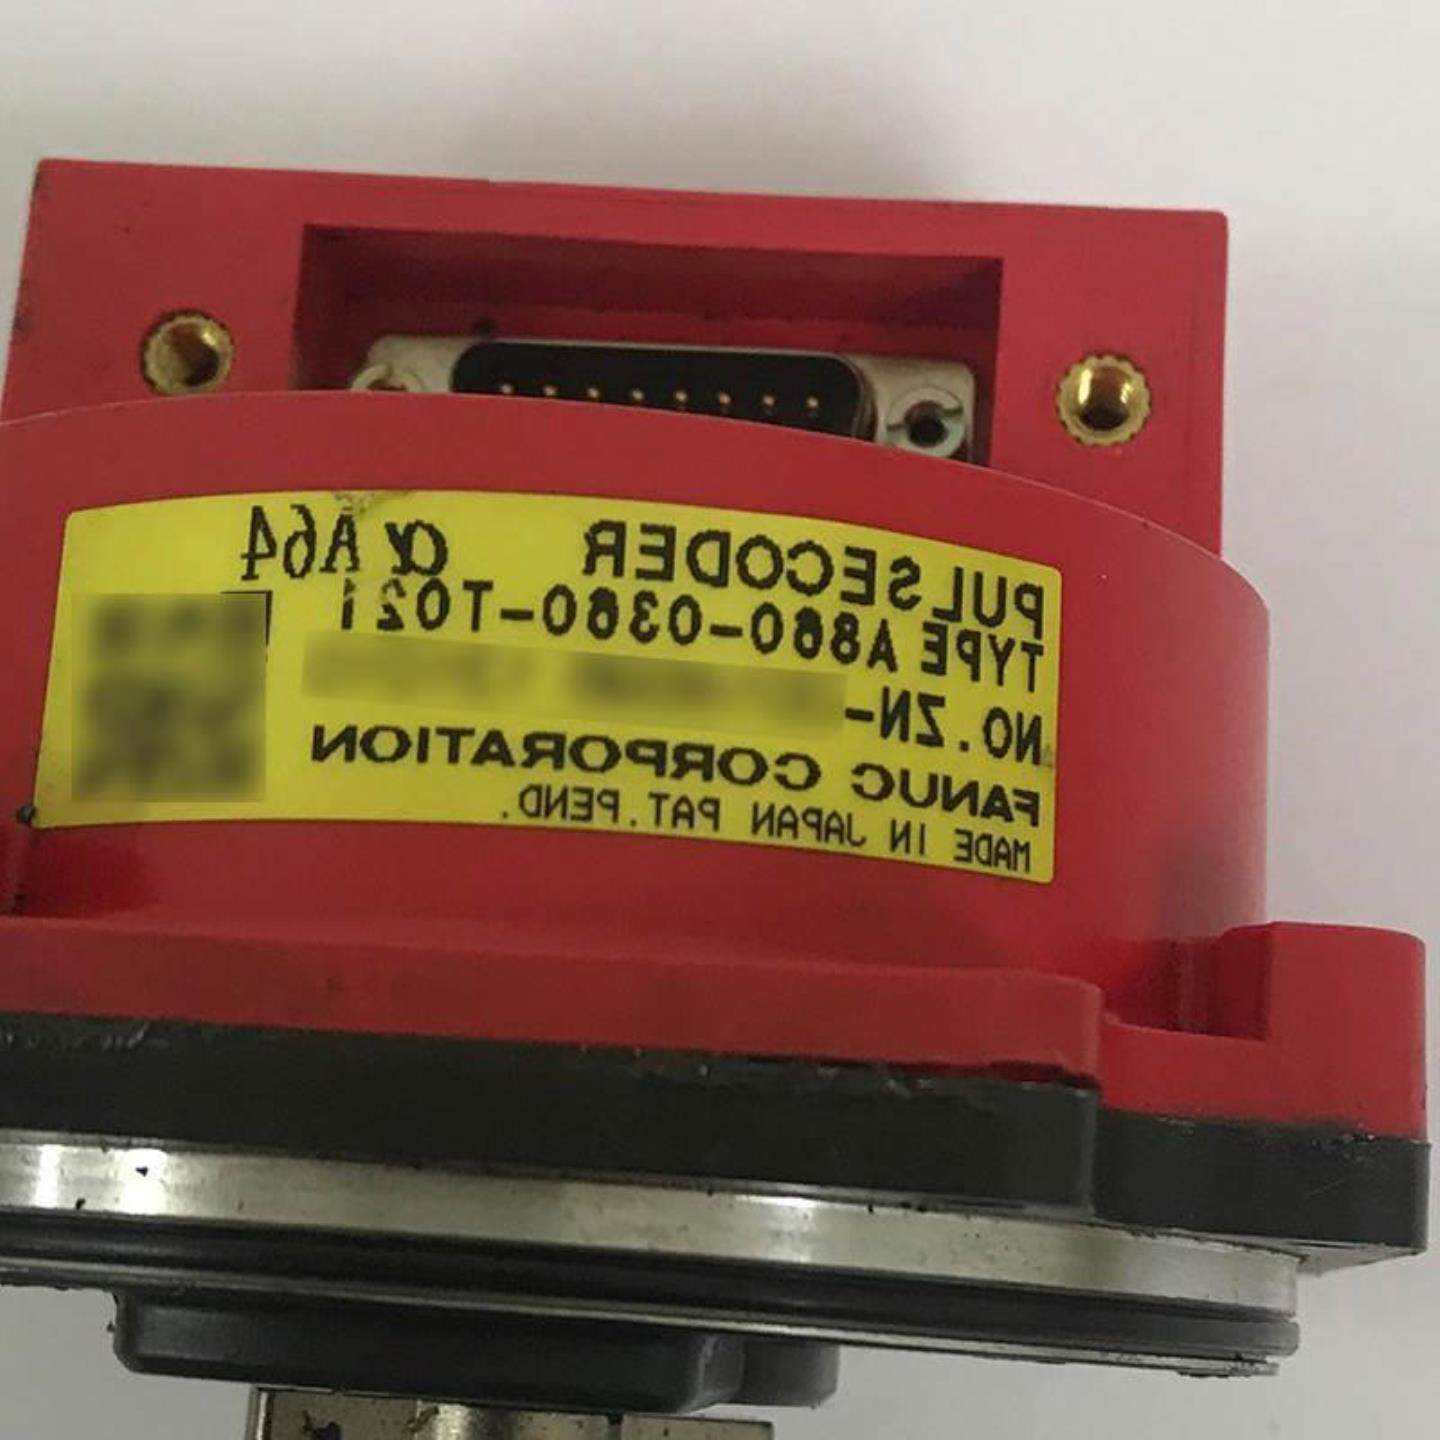 PULSECODER αA64
TYPE A860-0360-T021
NO.ZN-
FANUC CORPORATION
MADE IN JAPAN PAT.PEND.